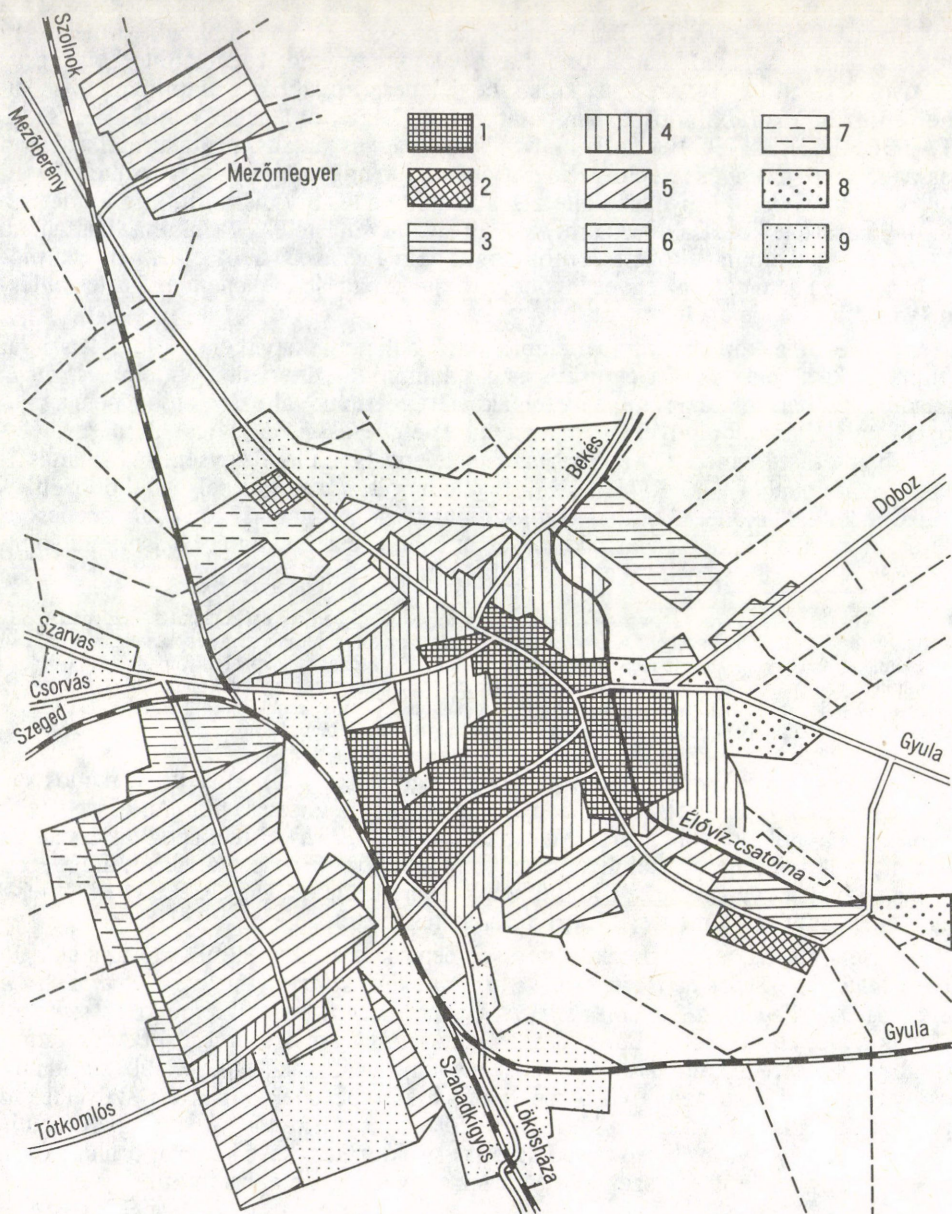 Szolnok
Mezőberény
Mezőmegyer
1
2
3
4
5
6
7
8
9
Békés
Doboz
Szarvas
Csorvás
Szeged
Gyula
Élővíz-csatorna
Gyula
Tótkomlós
Szabadkígyós
Lőkösháza